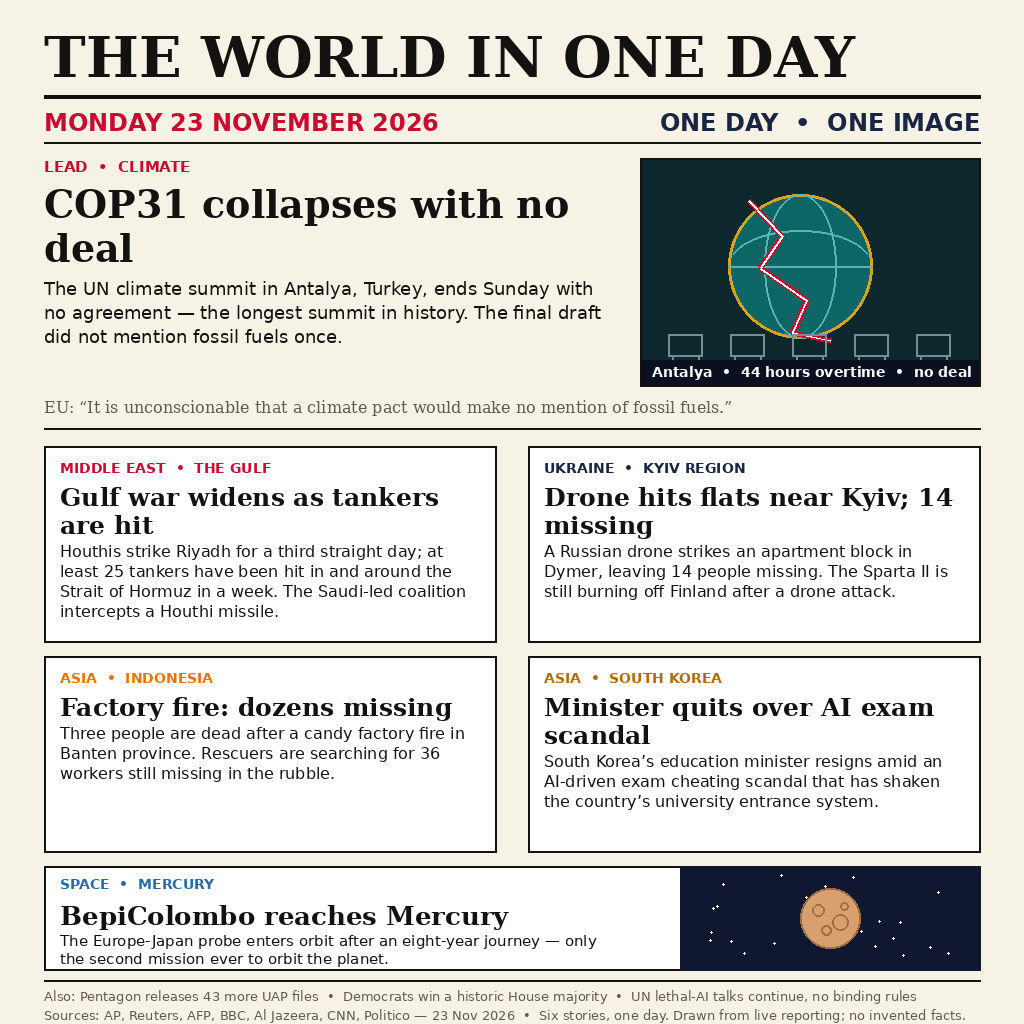 THE WORLD IN ONE DAY
MONDAY 23 NOVEMBER 2026
ONE DAY • ONE IMAGE
LEAD • CLIMATE
COP31 collapses with no
deal
The UN climate summit in Antalya, Turkey, ends Sunday with
no agreement — the longest summit in history. The final draft
did not mention fossil fuels once.
Antalya • 44 hours overtime • no deal
EU: “It is unconscionable that a climate pact would make no mention of fossil fuels.”
MIDDLE EAST • THE GULF
Gulf war widens as tankers
are hit
Houthis strike Riyadh for a third straight day; at
least 25 tankers have been hit in and around the
Strait of Hormuz in a week. The Saudi-led coalition
intercepts a Houthi missile.
UKRAINE • KYIV REGION
Drone hits flats near Kyiv; 14
missing
A Russian drone strikes an apartment block in
Dymer, leaving 14 people missing. The Sparta II is
still burning off Finland after a drone attack.
ASIA • INDONESIA
Factory fire: dozens missing
Three people are dead after a candy factory fire in
Banten province. Rescuers are searching for 36
workers still missing in the rubble.
ASIA • SOUTH KOREA
Minister quits over AI exam
scandal
South Korea’s education minister resigns amid an
AI-driven exam cheating scandal that has shaken
the country’s university entrance system.
SPACE • MERCURY
BepiColombo reaches Mercury
The Europe-Japan probe enters orbit after an eight-year journey — only
the second mission ever to orbit the planet.
Also: Pentagon releases 43 more UAP files • Democrats win a historic House majority • UN lethal-AI talks continue, no binding rules
Sources: AP, Reuters, AFP, BBC, Al Jazeera, CNN, Politico — 23 Nov 2026 • Six stories, one day. Drawn from live reporting; no invented facts.